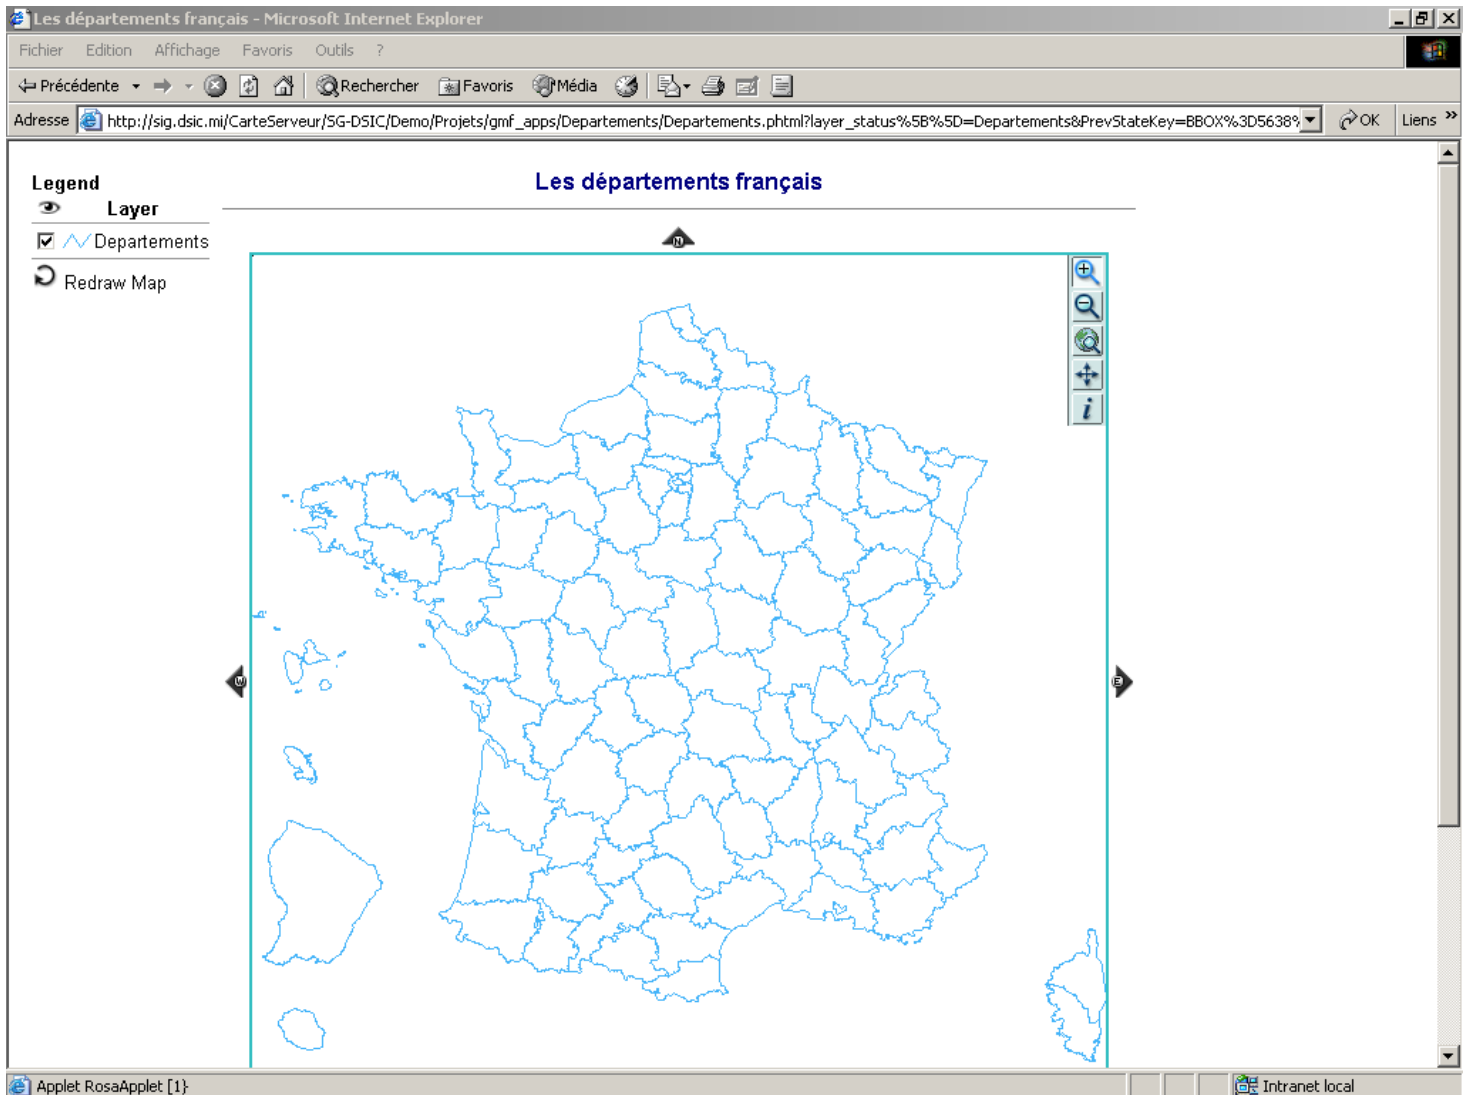 Les départements français - Microsoft Internet Explorer
Fichier Edition Affichage Favoris Outils ?
Précédente Rechercher Favoris Média
Adresse http://sig.dsic.mi/CarteServeur/SG-DSIC/Demo/Projets/gmf_apps/Departements/Departements.phtml?layer_status%5B%5D=Departements&PrevStateKey=BBOX%3D5638% OK Liens »
Les départements français
Legend
Layer
Departements
Redraw Map
N
W
E
i
Applet RosaApplet [1}
Intranet local